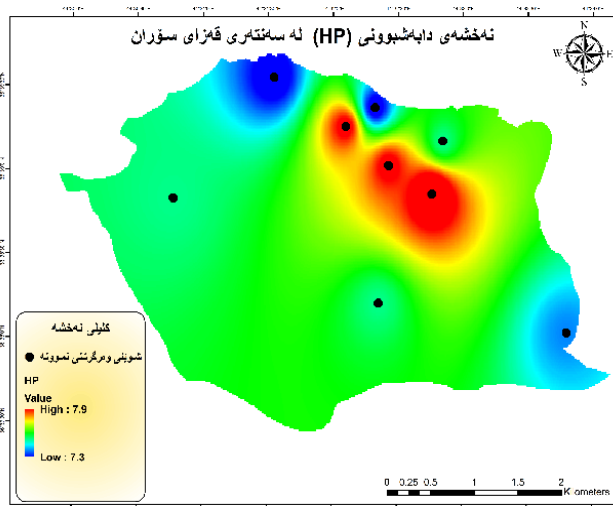 نەخشەی دابەشبوونی (HP) لە سەنتەری قەزای سۆران
N
W E
S
کلیلی نەخشە
شوێنی وەرگرتنی نموونە
HP
Value
High : 7.9
Low : 7.3
0 0.25 0.5 1 1.5 2
Kilometers